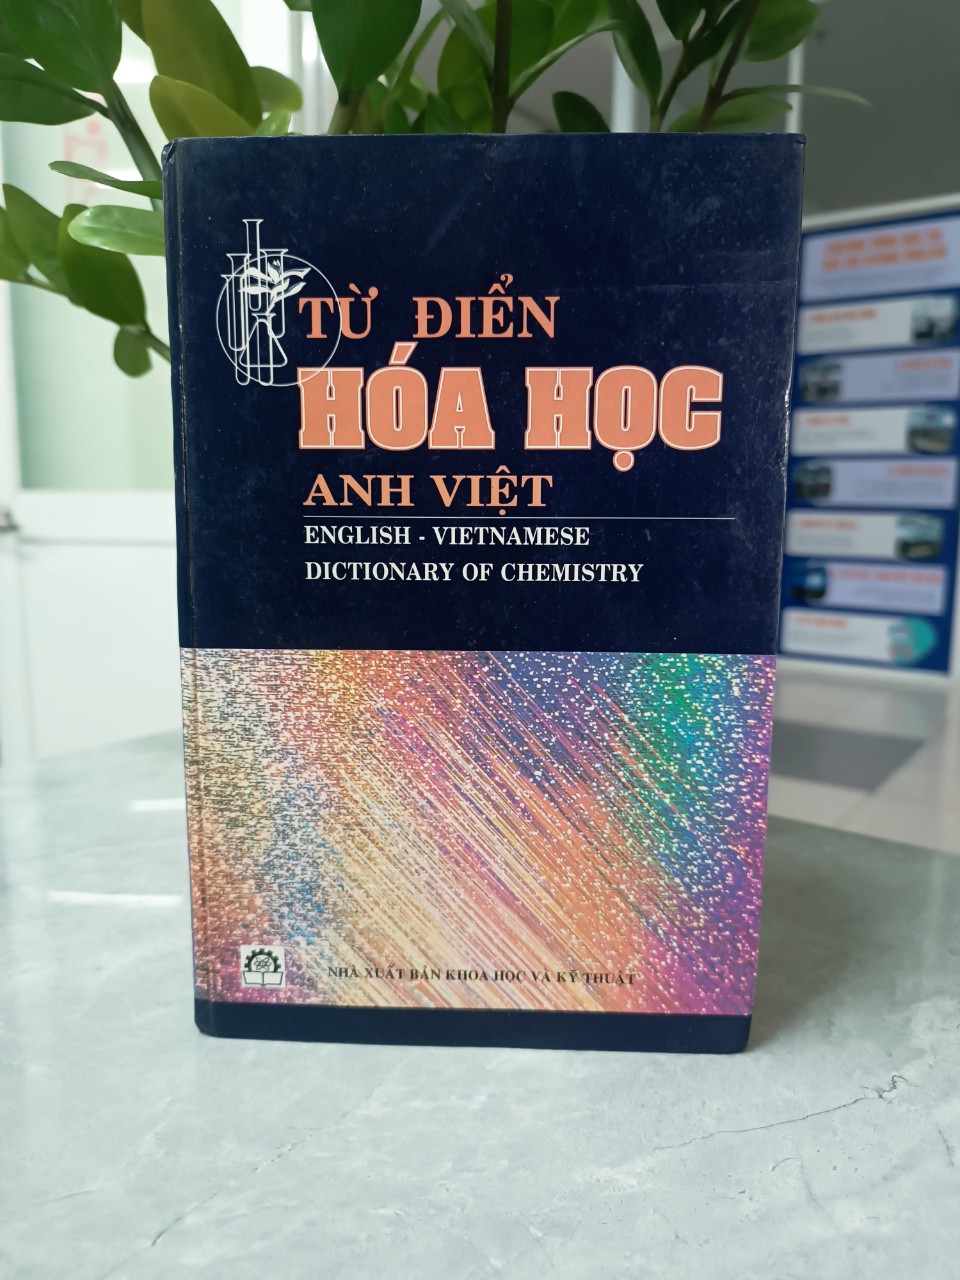 TỪ ĐIỂN
HÓA HỌC
ANH VIỆT
ENGLISH - VIETNAMESE
DICTIONARY OF CHEMISTRY
NHÀ XUẤT BẢN KHOA HỌC VÀ KỸ THUẬT